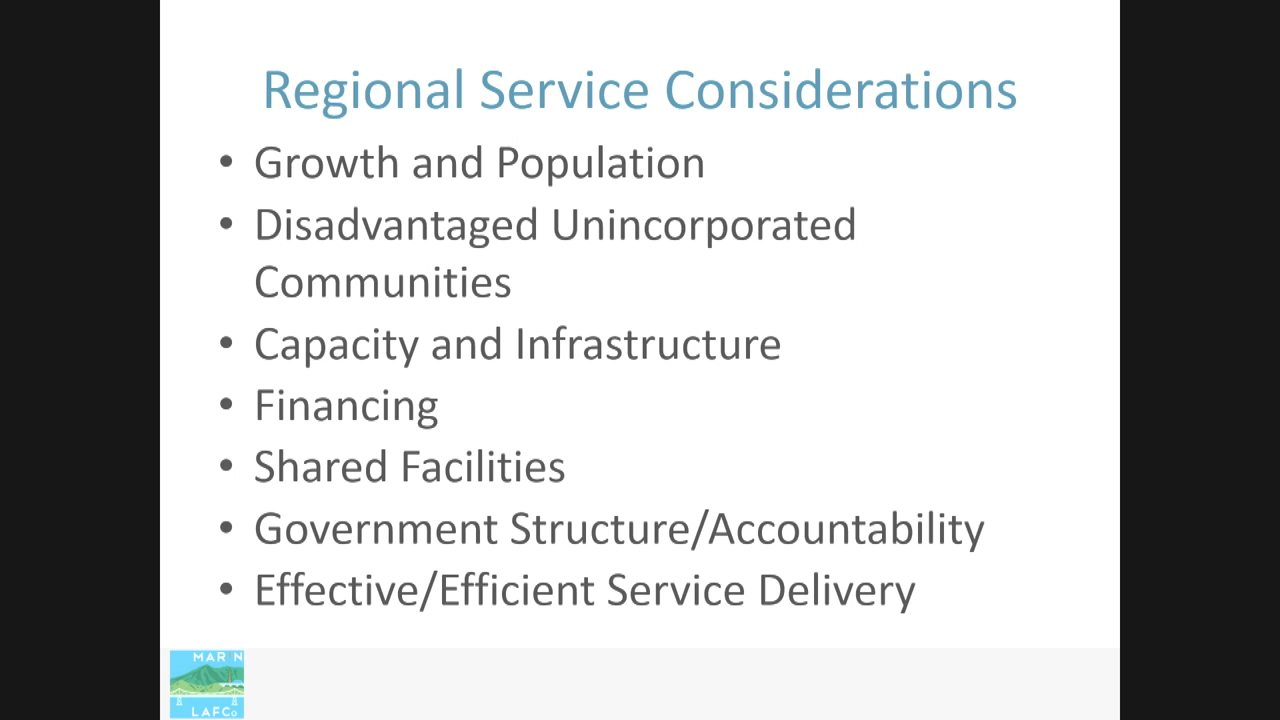 Regional Service Considerations
• Growth and Population
• Disadvantaged Unincorporated
Communities
• Capacity and Infrastructure
• Financing
• Shared Facilities
• Government Structure/Accountability
• Effective/Efficient Service Delivery
MAR N
LAFCo